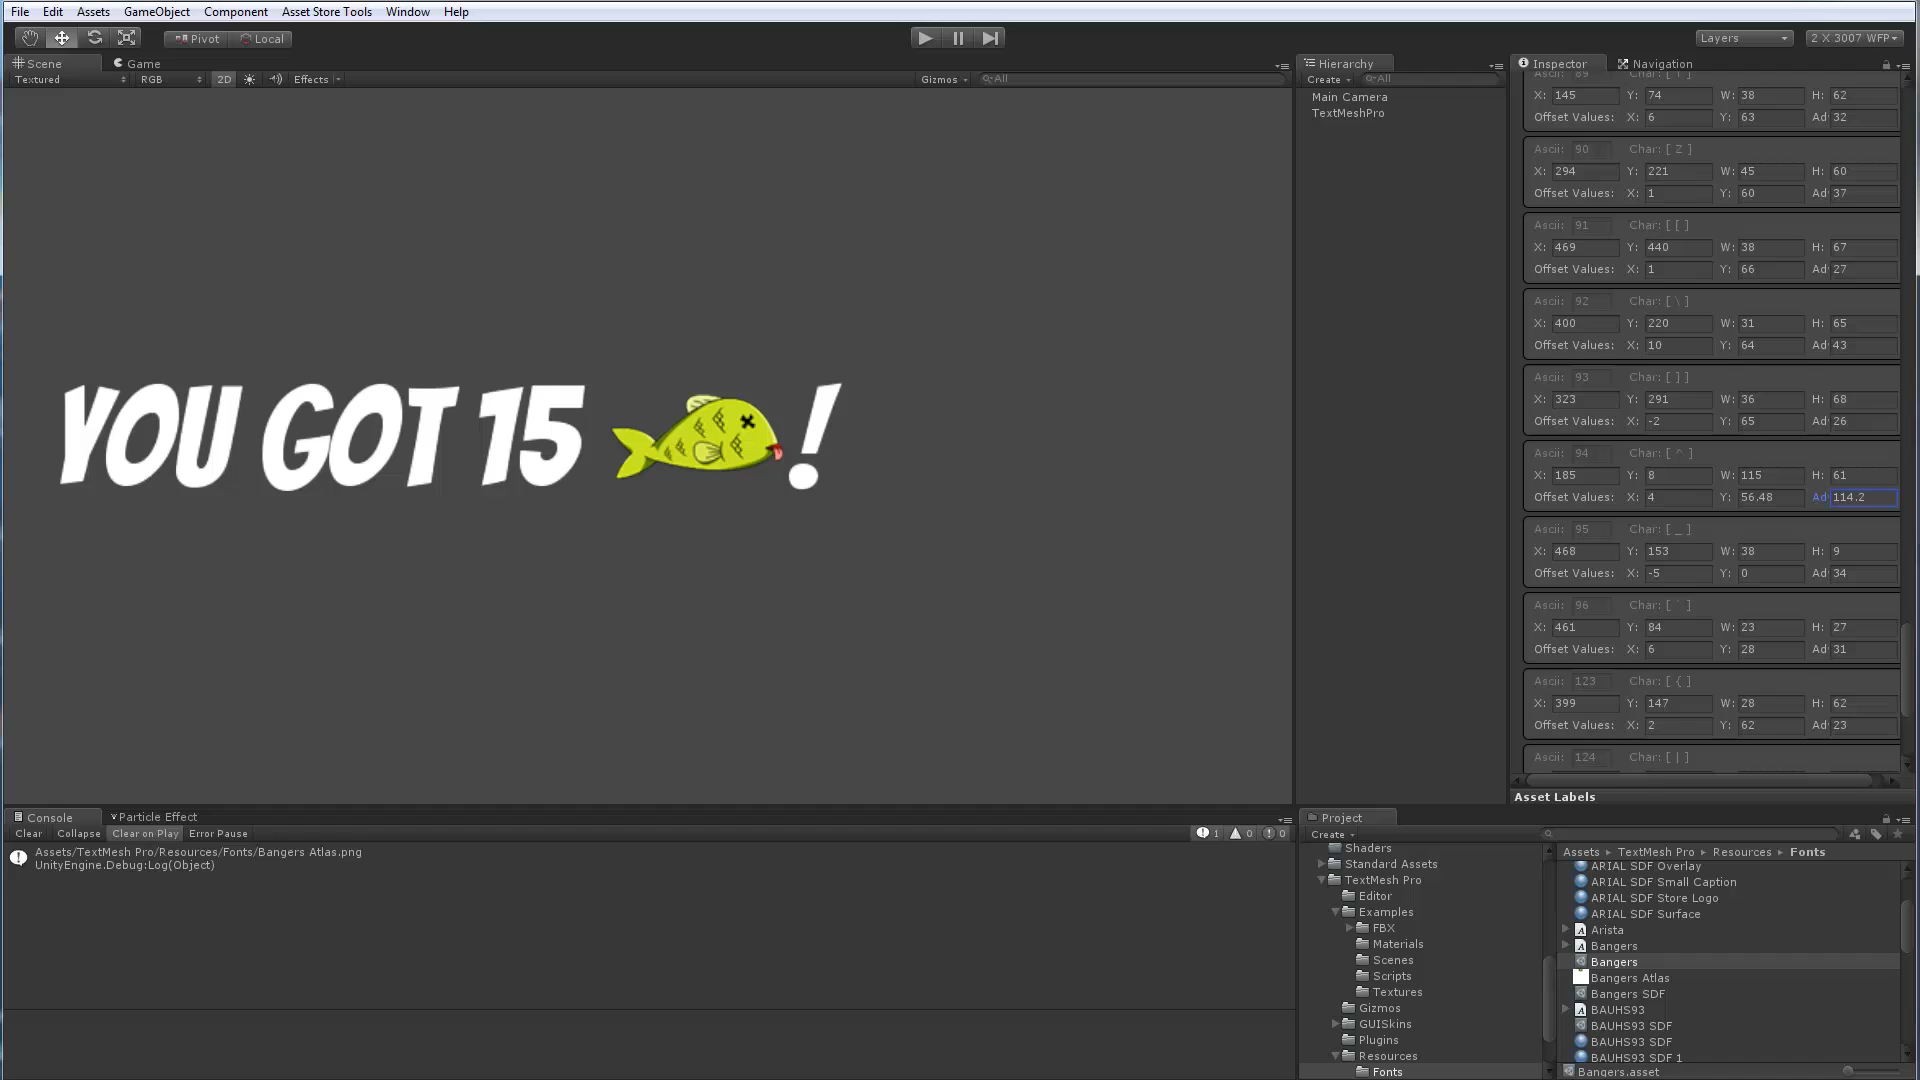 File Edit Assets GameObject Component Asset Store Tools Window Help
Pivot Local Layers 2 X 3007 WFP
Scene Game
Textured RGB 2D Effects Gizmos All
YOU GOT 15 !
Hierarchy
Create All
Main Camera
TextMeshPro
Inspector Navigation
X: 145 Y: 74 W: 38 H: 62
Offset Values: X: 6 Y: 63 Ad 32
Ascii: 90 Char: [ Z ]
X: 294 Y: 221 W: 45 H: 60
Offset Values: X: 1 Y: 60 Ad 37
Ascii: 91 Char: [ [ ]
X: 469 Y: 440 W: 38 H: 67
Offset Values: X: 1 Y: 66 Ad 27
Ascii: 92 Char: [ \ ]
X: 400 Y: 220 W: 31 H: 65
Offset Values: X: 10 Y: 64 Ad 43
Ascii: 93 Char: [ ] ]
X: 323 Y: 291 W: 36 H: 68
Offset Values: X: -2 Y: 65 Ad 26
Ascii: 94 Char: [ ^ ]
X: 185 Y: 8 W: 115 H: 61
Offset Values: X: 4 Y: 56.48 Ad 114.2
Ascii: 95 Char: [ _ ]
X: 468 Y: 153 W: 38 H: 9
Offset Values: X: -5 Y: 0 Ad 34
Ascii: 96 Char: [ ` ]
X: 461 Y: 84 W: 23 H: 27
Offset Values: X: 6 Y: 28 Ad 31
Ascii: 123 Char: [ { ]
X: 399 Y: 147 W: 28 H: 62
Offset Values: X: 2 Y: 62 Ad 23
Ascii: 124 Char: [ | ]
Asset Labels
Console Particle Effect
Clear Collapse Clear on Play Error Pause 1 0 0
Assets/TextMesh Pro/Resources/Fonts/Bangers Atlas.png
UnityEngine.Debug:Log(Object)
Project
Create
Shaders
Standard Assets
TextMesh Pro
Editor
Examples
FBX
Materials
Scenes
Scripts
Textures
Gizmos
GUISkins
Plugins
Resources
Fonts
Assets TextMesh Pro Resources Fonts
ARIAL SDF Overlay
ARIAL SDF Small Caption
ARIAL SDF Store Logo
ARIAL SDF Surface
Arista
Bangers
Bangers
Bangers Atlas
Bangers SDF
BAUHS93
BAUHS93 SDF
BAUHS93 SDF
BAUHS93 SDF 1
Bangers.asset